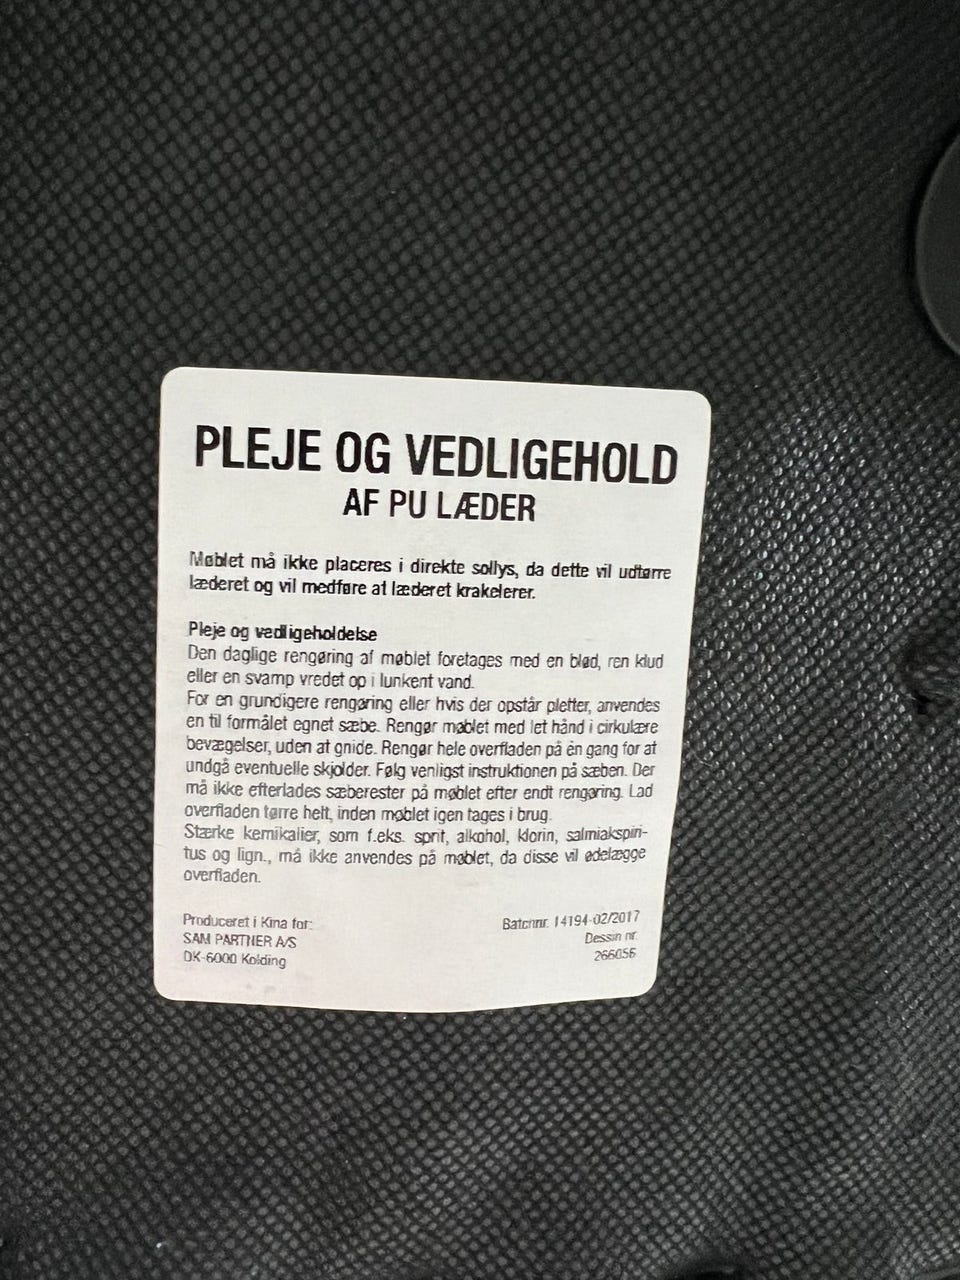 PLEJE OG VEDLIGEHOLD
AF PU LÆDER
Møblet må ikke placeres i direkte sollys, da dette vil udtørre
læderet og vil medføre at læderet krakelerer.
Pleje og vedligeholdelse
Den daglige rengøring af møblet foretages med en blød, ren klud
eller en svamp vredet op i lunkent vand.
For en grundigere rengøring eller hvis der opstår pletter, anvendes
en til formålet egnet sæbe. Rengør møblet med let hånd i cirkulære
bevægelser, uden at gnide. Rengør hele overfladen på èn gang for at
undgå eventuelle skjolder. Følg venligst instruktionen på sæben. Der
må ikke efterlades sæberester på møblet efter endt rengøring. Lad
overfladen tørre helt, inden møblet igen tages i brug.
Stærke kemikalier, som f.eks. sprit, alkohol, klorin, salmiakspiri-
tus og lign., må ikke anvendes på møblet, da disse vil ødelægge
overfladen.
Produceret i Kina for:
SAM PARTNER A/S
DK-6000 Kolding
Batchnr. 14194-02/2017
Dessin nr.
266056